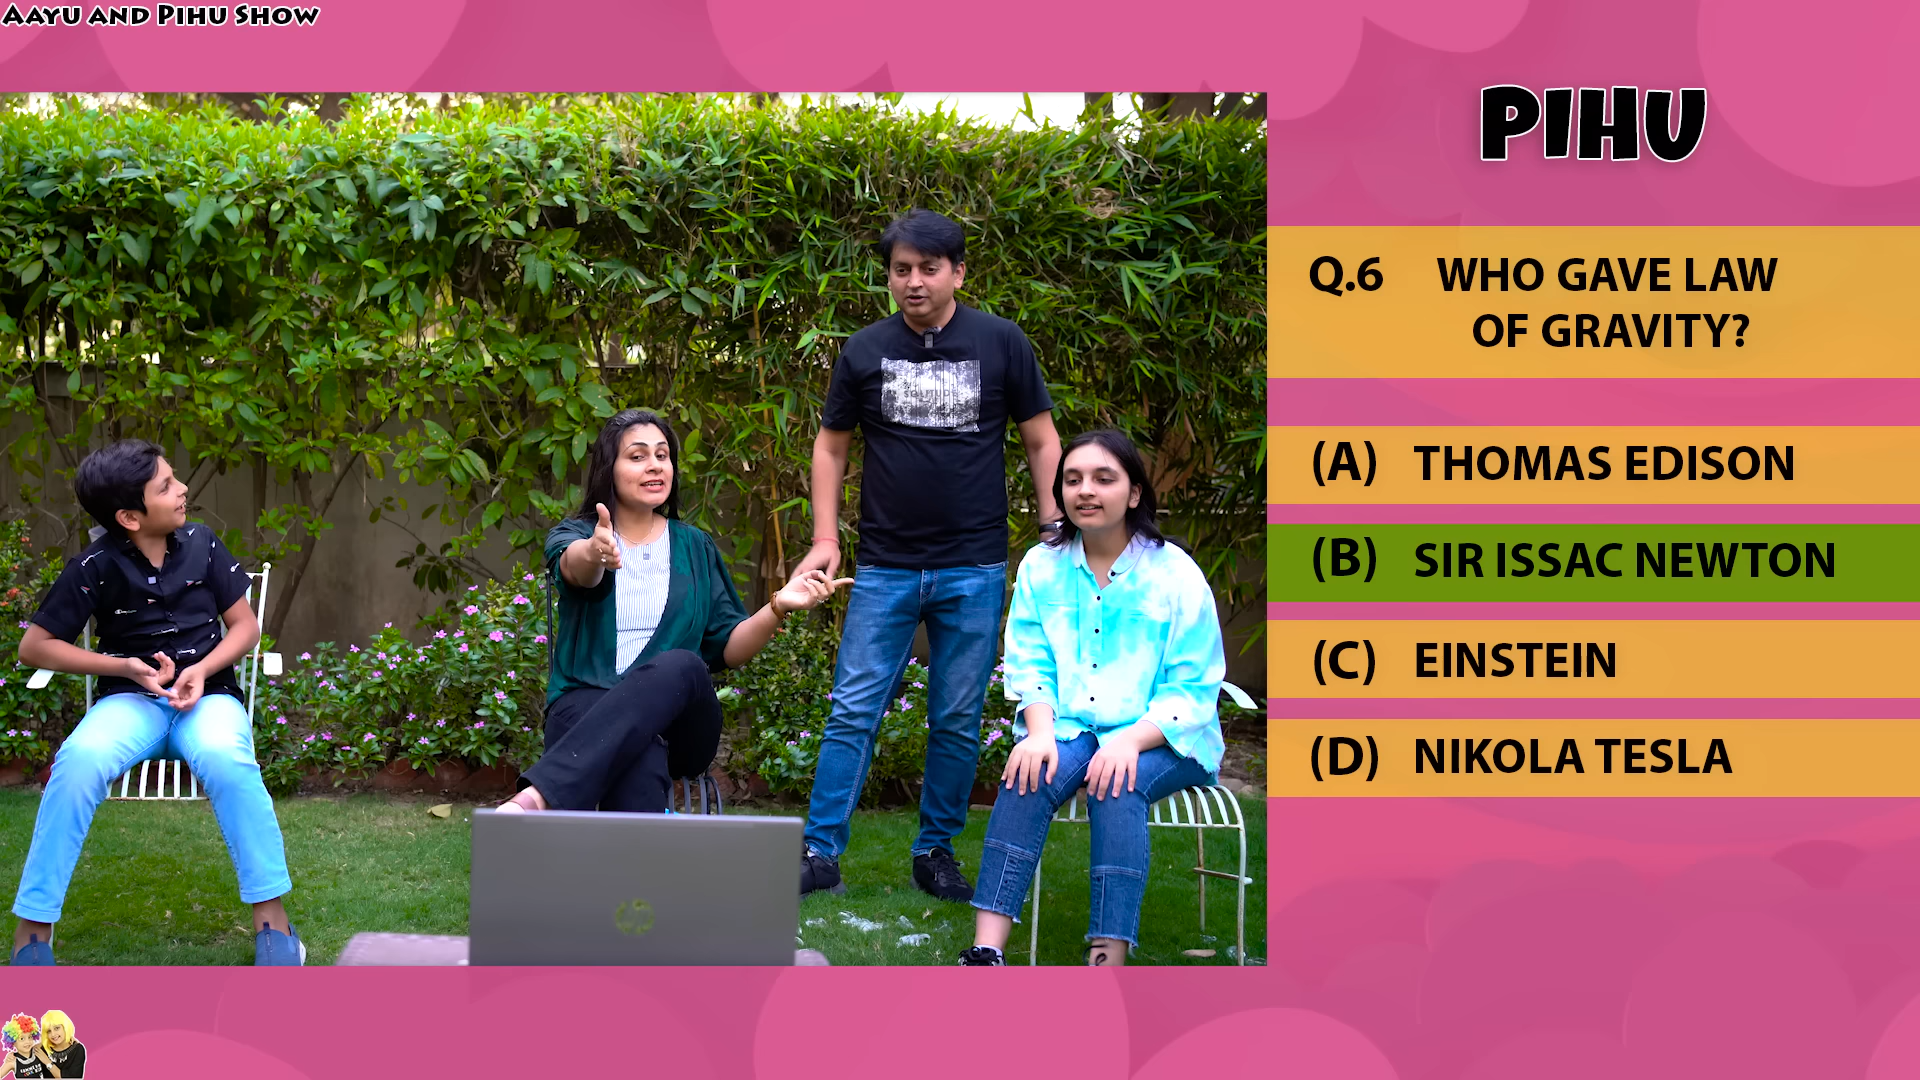 AAYU AND PIHU SHOW
PIHU
Q.6 WHO GAVE LAW
OF GRAVITY?
(A) THOMAS EDISON
(B) SIR ISSAC NEWTON
(C) EINSTEIN
(D) NIKOLA TESLA